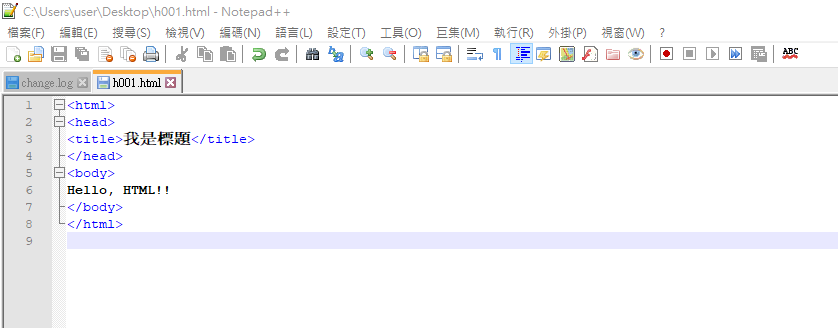 C:\Users\user\Desktop\h001.html - Notepad++
檔案(F) 編輯(E) 搜尋(S) 檢視(V) 編碼(N) 語言(L) 設定(T) 工具(O) 巨集(M) 執行(R) 外掛(P) 視窗(W) ?
ABC
change.log h001.html
1 <html>
2 <head>
3 <title>我是標題</title>
4 </head>
5 <body>
6 Hello, HTML!!
7 </body>
8 </html>
9